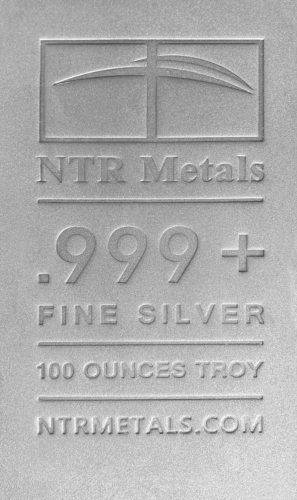 NTR Metals
.999 +
FINE SILVER
100 OUNCES TROY
NTRMETALS.COM